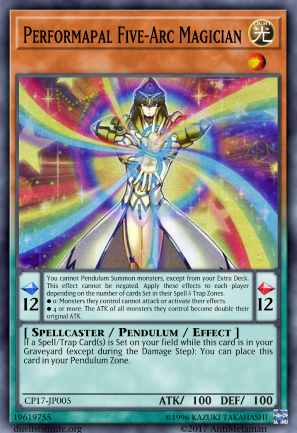 Performapal Five-Arc Magician
LIGHT
光
You cannot Pendulum Summon monsters, except from your Extra Deck.
This effect cannot be negated. Apply these effects to each player
depending on the number of cards Set in their Spell & Trap Zones.
● 0: Monsters they control cannot attack or activate their effects.
● 4 or more: The ATK of all monsters they control become double their
original ATK.
12
12
[ Spellcaster / Pendulum / Effect ]
If a Spell/Trap Card(s) is Set on your field while this card is in your
Graveyard (except during the Damage Step): You can place this
card in your Pendulum Zone.
CP17-JP005
ATK/ 100 DEF/ 100
19619755
©1996 KAZUKI TAKAHASHI
duelistsunite.org
©2017 AntiMetaman